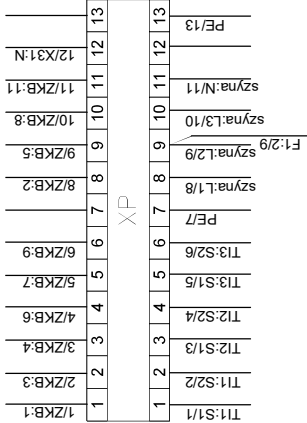 13 13 PE/13
12/X31:N 12 12
11/ZKB:11 11 11 szyna:N/11
10/ZKB:8 10 10 szyna:L3/10
9/ZKB:5 9 9 szyna:L2/9 F1:2/9
8/ZKB:2 8 8 szyna:L1/8
XP
7 7 PE/7
6/ZKB:9 6 6 TI3:S2/6
5/ZKB:7 5 5 TI3:S1/5
4/ZKB:6 4 4 TI2:S2/4
3/ZKB:4 3 3 TI2:S1/3
2/ZKB:3 2 2 TI1:S2/2
1/ZKB:1 1 1 TI1:S1/1